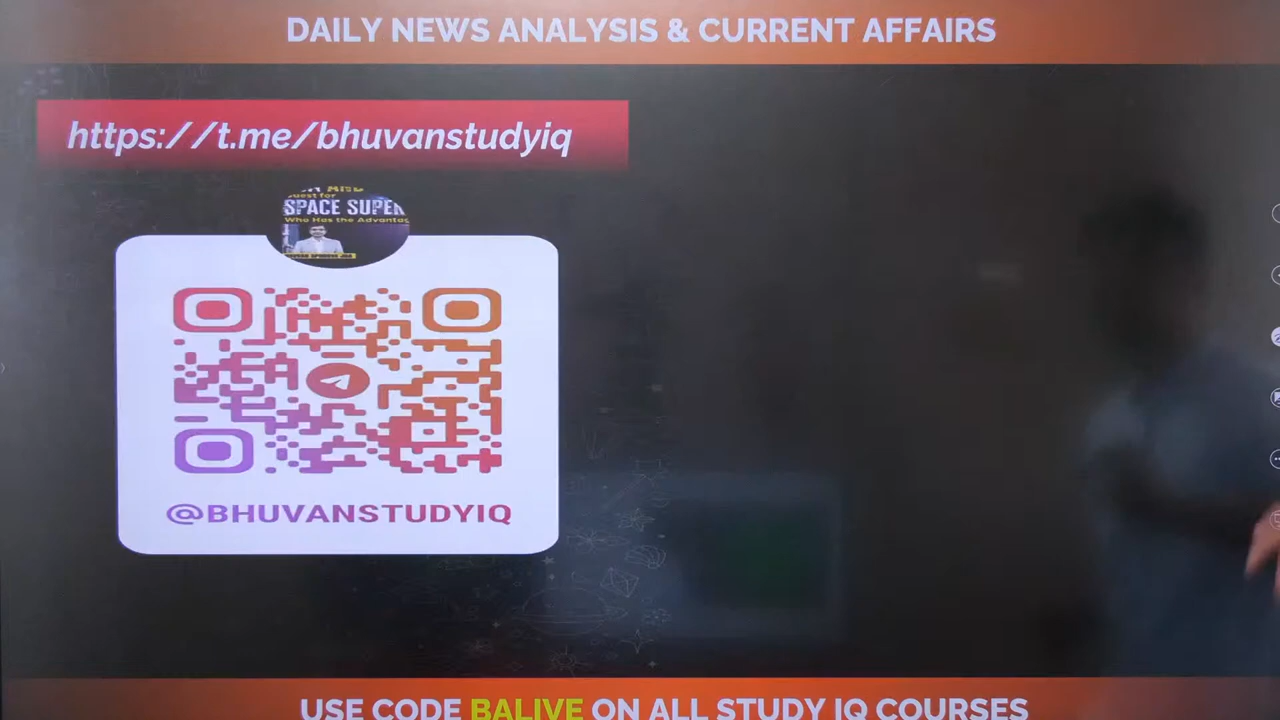 DAILY NEWS ANALYSIS & CURRENT AFFAIRS
https://t.me/bhuvanstudyiq
SPACE SUPER
Who Has the Advantag
@BHUVANSTUDYIQ
USE CODE BALIVE ON ALL STUDY IQ COURSES